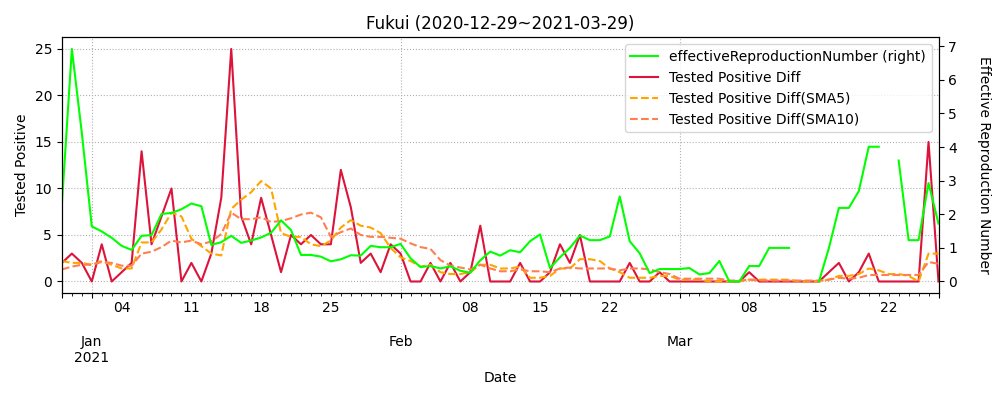 Fukui (2020-12-29~2021-03-29)
effectiveReproductionNumber (right)
Tested Positive Diff
Tested Positive Diff(SMA5)
Tested Positive Diff(SMA10)
Tested Positive
25
20
15
10
5
0
Effective Reproduction Number
7
6
5
4
3
2
1
0
04 11 18 25 08 15 22 08 15 22
Jan Feb Mar
2021
Date